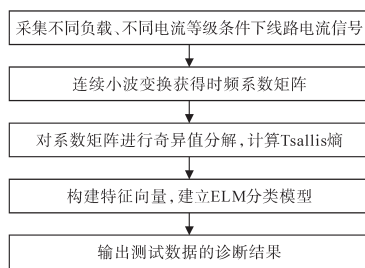 采集不同负载、不同电流等级条件下线路电流信号
连续小波变换获得时频系数矩阵
对系数矩阵进行奇异值分解,计算Tsallis熵
构建特征向量,建立ELM分类模型
输出测试数据的诊断结果